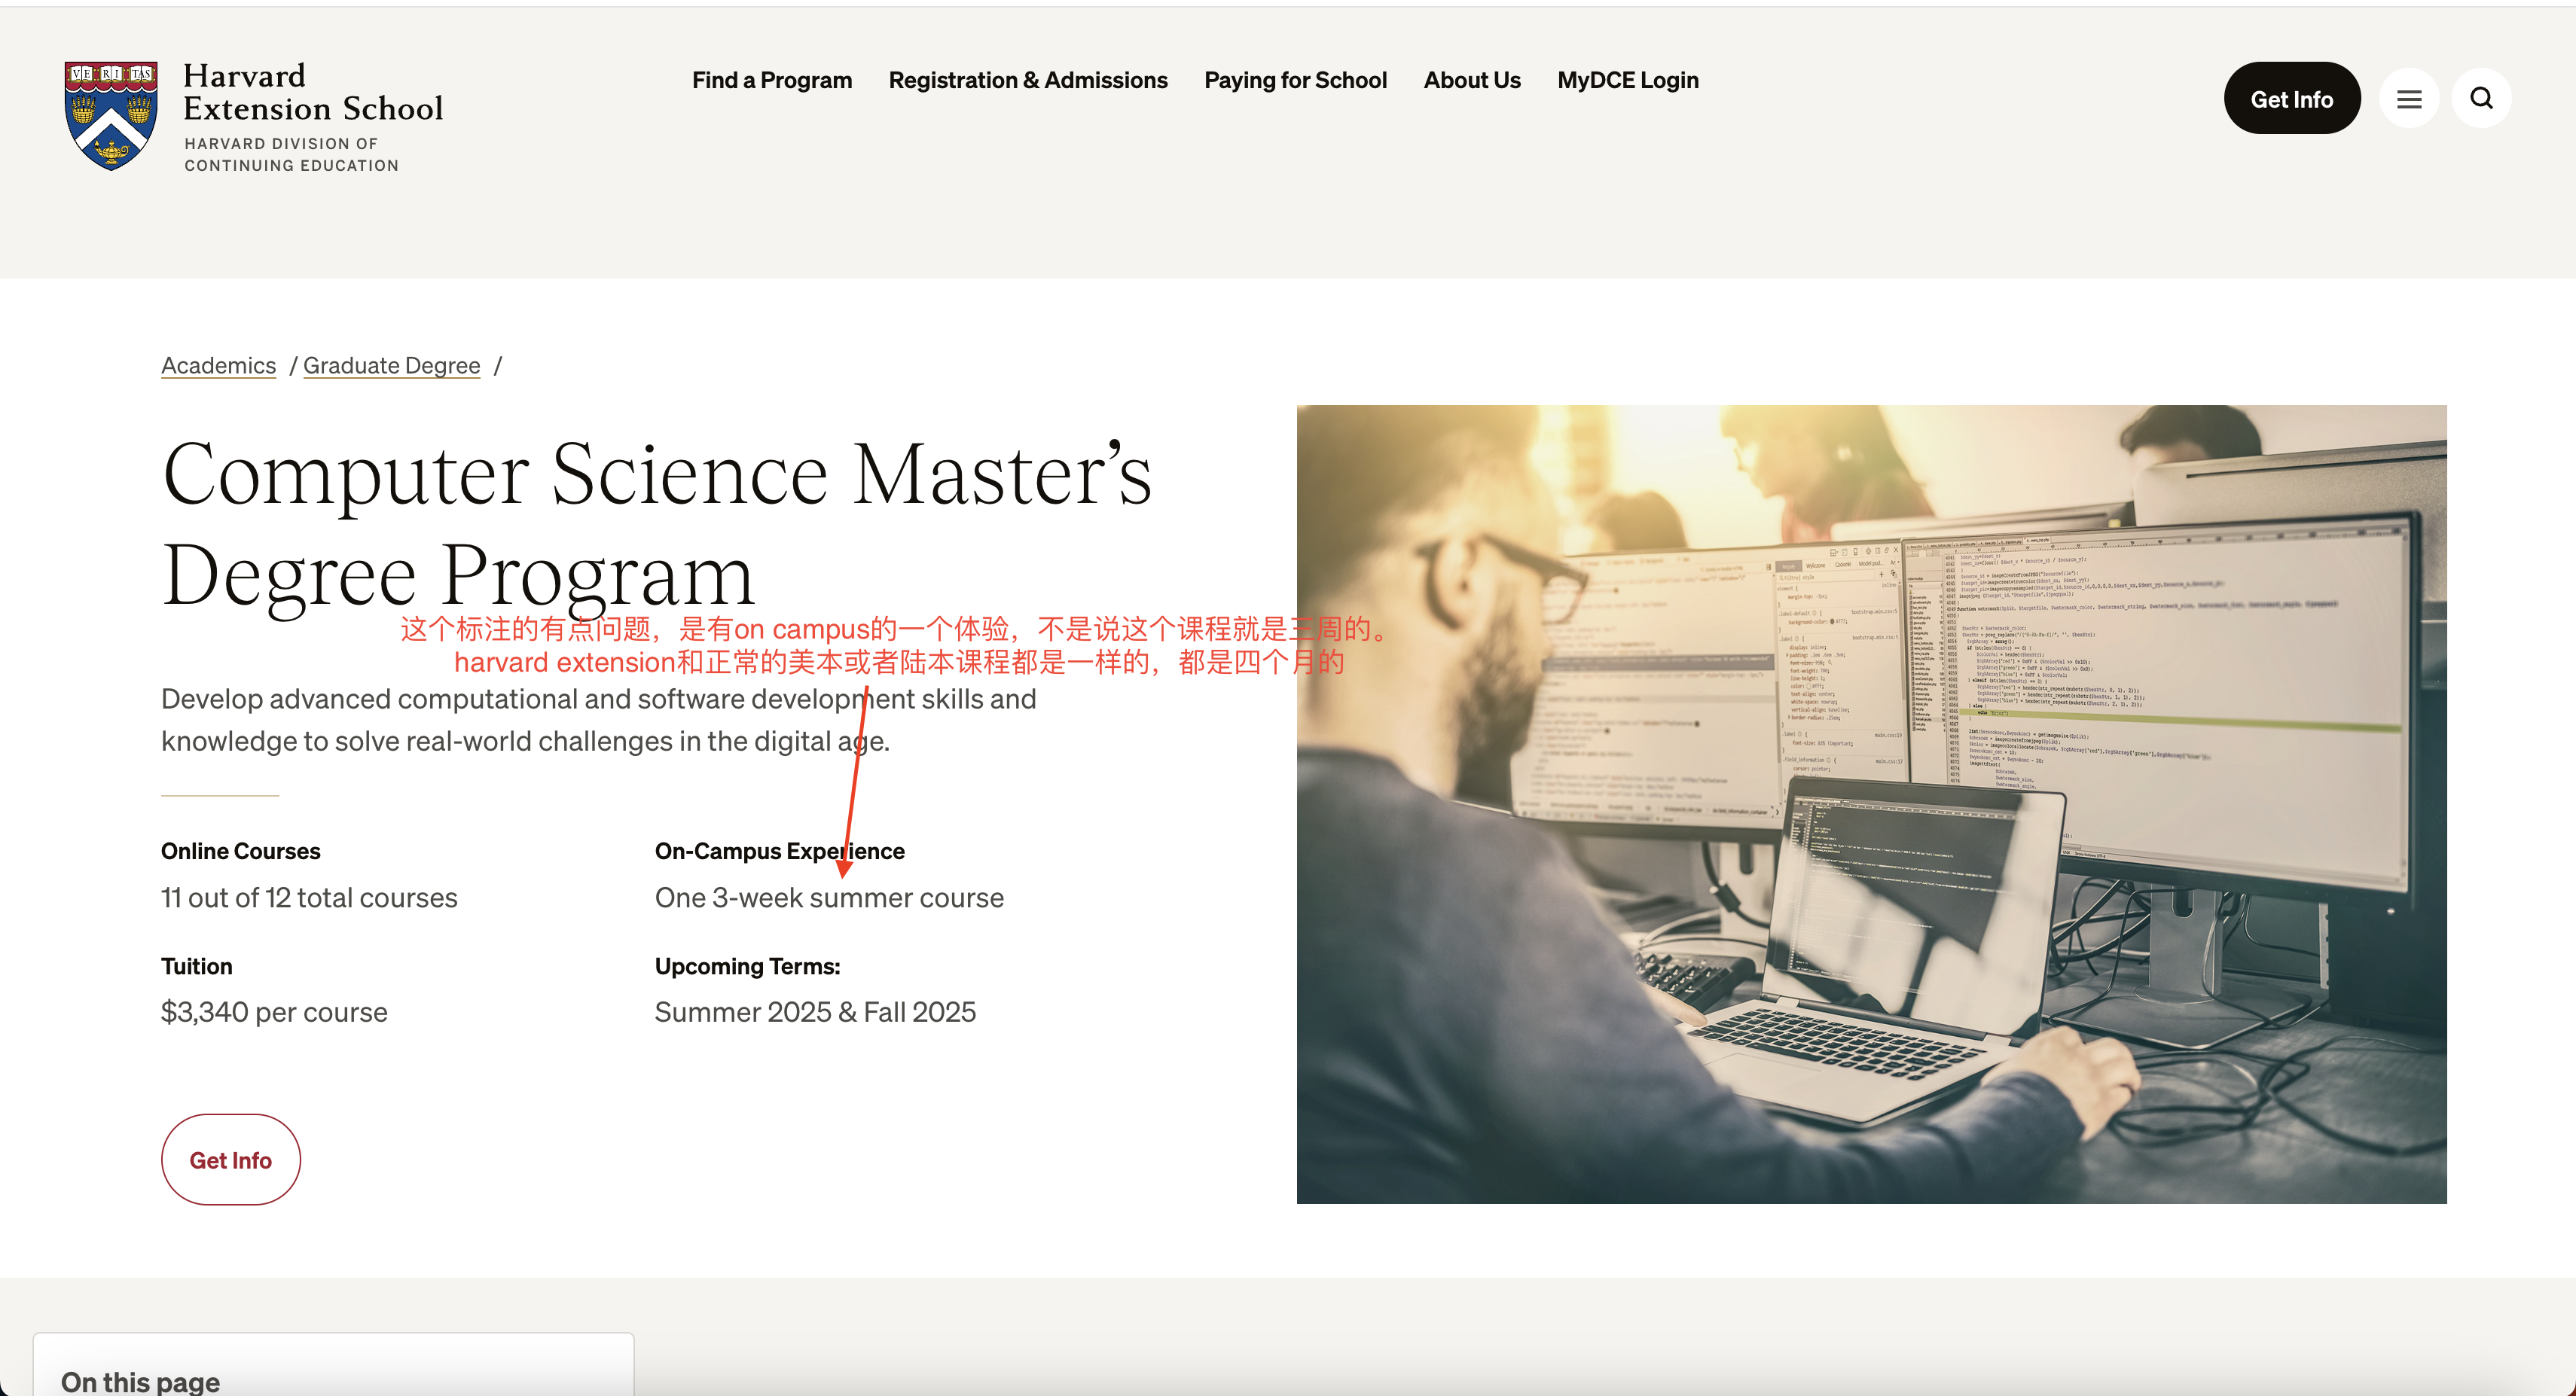 VE RI TAS
Harvard
Extension School
HARVARD DIVISION OF
CONTINUING EDUCATION
Find a Program
Registration & Admissions
Paying for School
About Us
MyDCE Login
Get Info
Academics / Graduate Degree /
Computer Science Master’s
Degree Program
这个标注的有点问题，是有on campus的一个体验，不是说这个课程就是三周的。
harvard extension和正常的美本或者陆本课程都是一样的，都是四个月的
Develop advanced computational and software development skills and
knowledge to solve real-world challenges in the digital age.
Online Courses
11 out of 12 total courses
On-Campus Experience
One 3-week summer course
Tuition
$3,340 per course
Upcoming Terms:
Summer 2025 & Fall 2025
Get Info
On this page